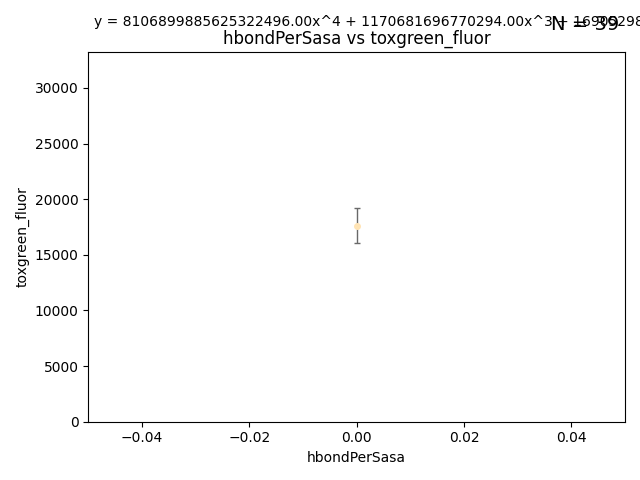 y = 8106899885625322496.00x^4 + 1170681696770294.00x^3 +
N = 39
hbondPerSasa vs toxgreen_fluor
30000
25000
20000
15000
10000
5000
0
toxgreen_fluor
−0.04 −0.02 0.00 0.02 0.04
hbondPerSasa